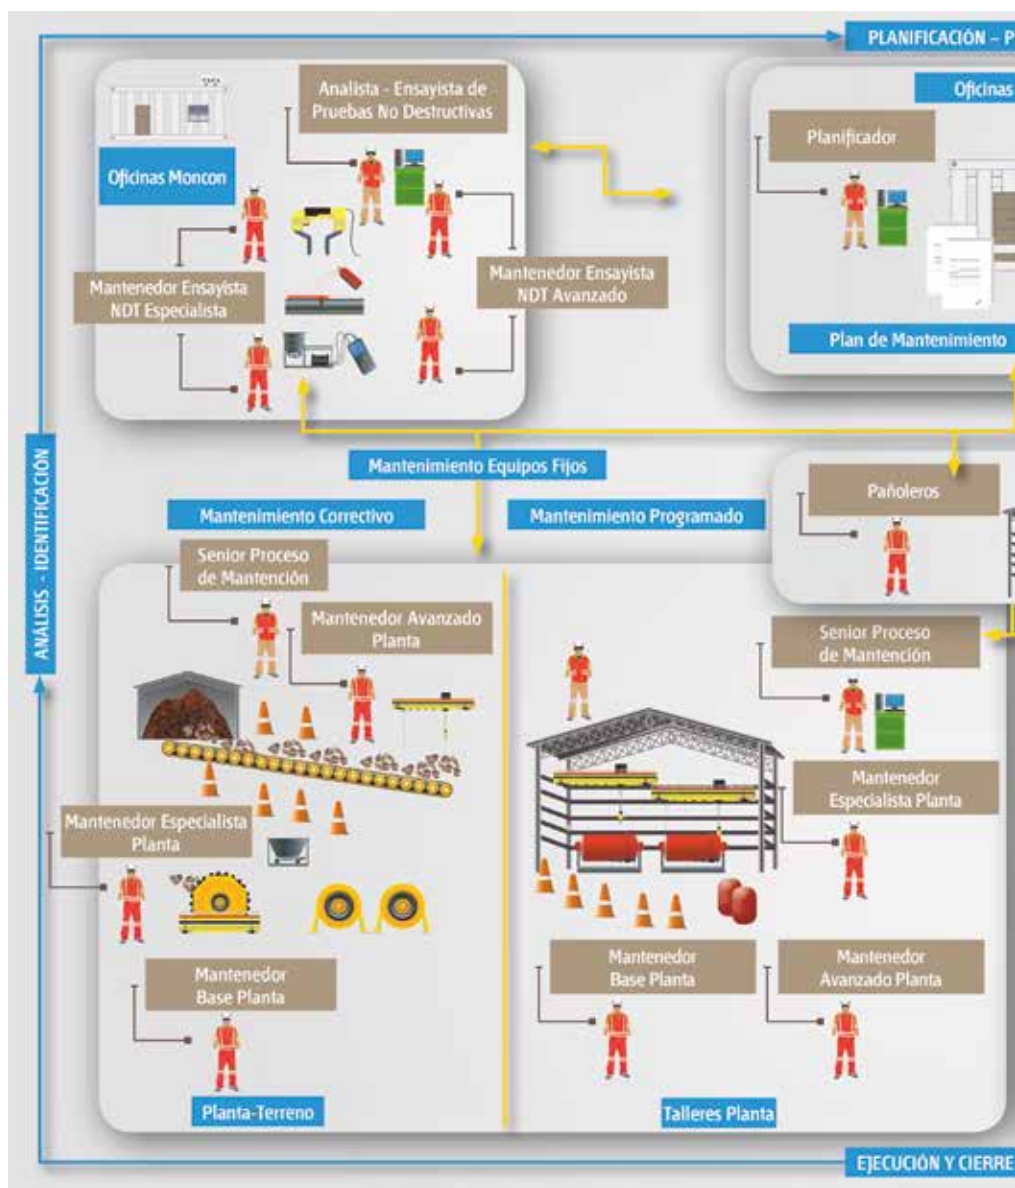 PLANIFICACIÓN – P
Analista - Ensayista de
Pruebas No Destructivas
Oficinas Moncon
Mantenedor Ensayista
NDT Especialista
Mantenedor Ensayista
NDT Avanzado
Oficinas
Planificador
Plan de Mantenimiento
ANÁLISIS - IDENTIFICACIÓN
Mantenimiento Equipos Fijos
Mantenimiento Correctivo
Mantenimiento Programado
Pañoleros
Senior Proceso
de Mantención
Mantenedor Avanzado
Planta
Mantenedor Especialista
Planta
Mantenedor
Base Planta
Planta-Terreno
Senior Proceso
de Mantención
Mantenedor
Especialista Planta
Mantenedor
Base Planta
Mantenedor
Avanzado Planta
Talleres Planta
EJECUCIÓN Y CIERRE